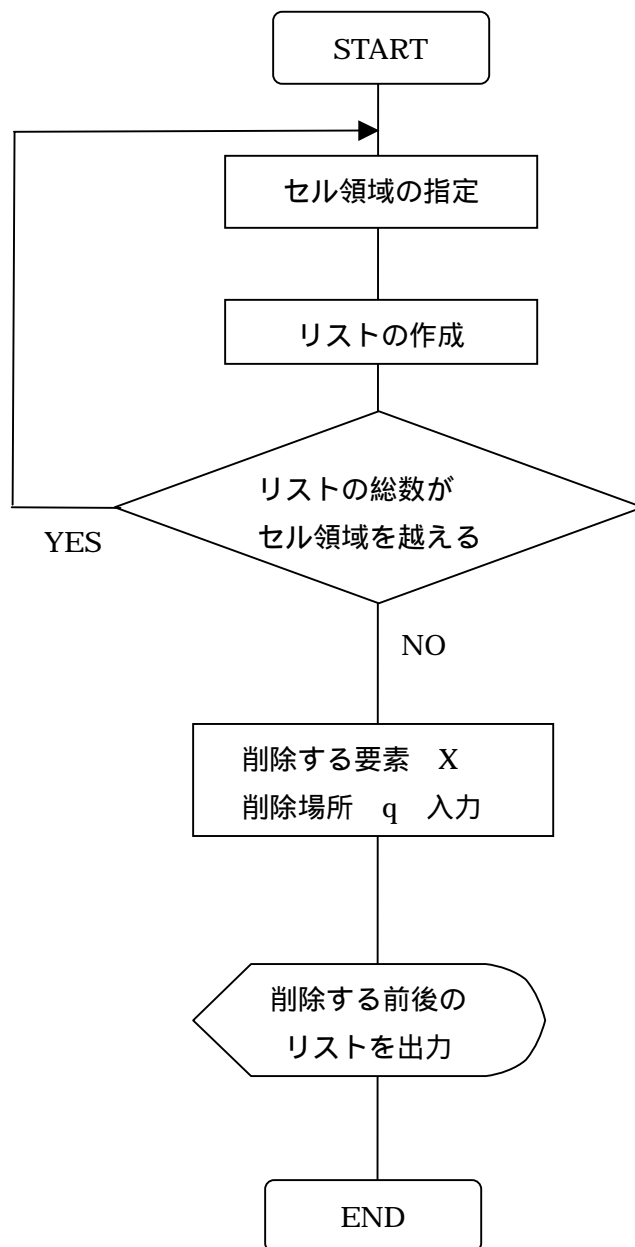 START
セル領域の指定
リストの作成
リストの総数が
セル領域を越える
YES
NO
削除する要素　X
削除場所　q　入力
削除する前後の
リストを出力
END